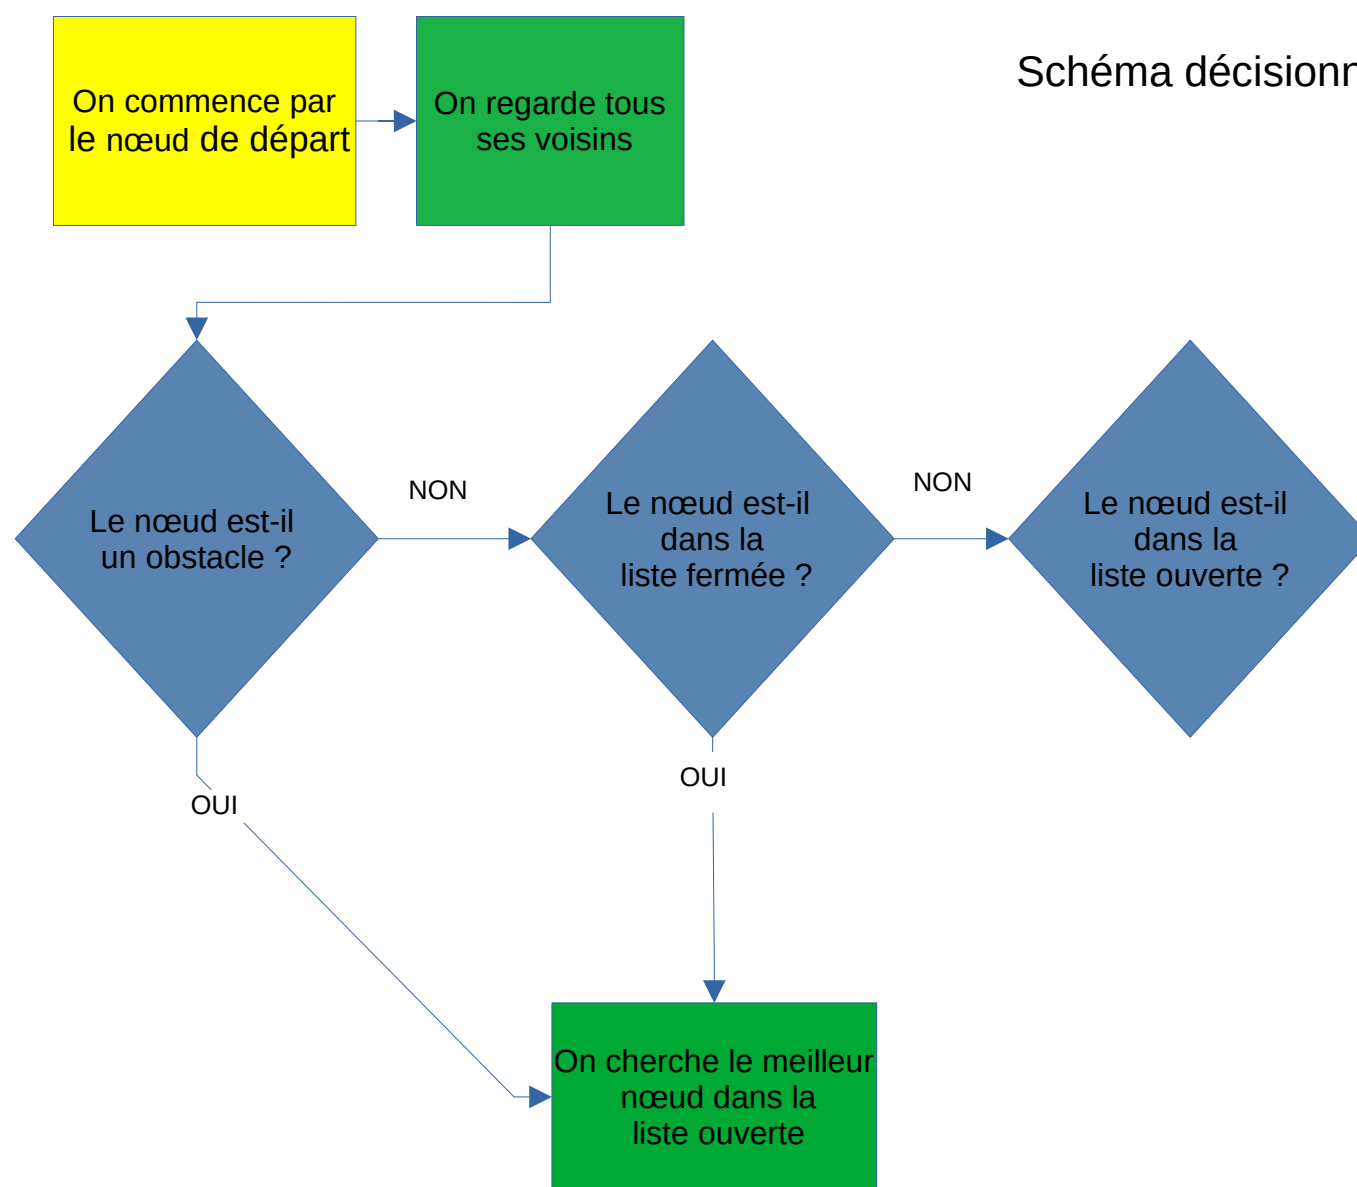 On commence par
le nœud de départ
On regarde tous
ses voisins
Schéma décisionn
Le nœud est-il
un obstacle ?
NON
Le nœud est-il
dans la
liste fermée ?
NON
Le nœud est-il
dans la
liste ouverte ?
OUI
OUI
On cherche le meilleur
nœud dans la
liste ouverte